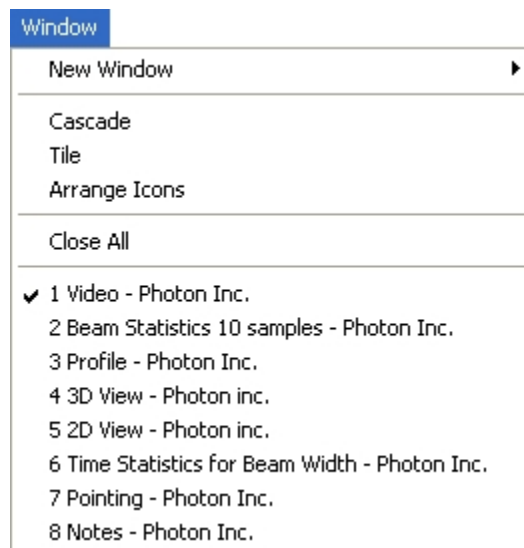 Window
New Window
Cascade
Tile
Arrange Icons
Close All
1 Video - Photon Inc.
2 Beam Statistics 10 samples - Photon Inc.
3 Profile - Photon Inc.
4 3D View - Photon inc.
5 2D View - Photon inc.
6 Time Statistics for Beam Width - Photon Inc.
7 Pointing - Photon Inc.
8 Notes - Photon Inc.